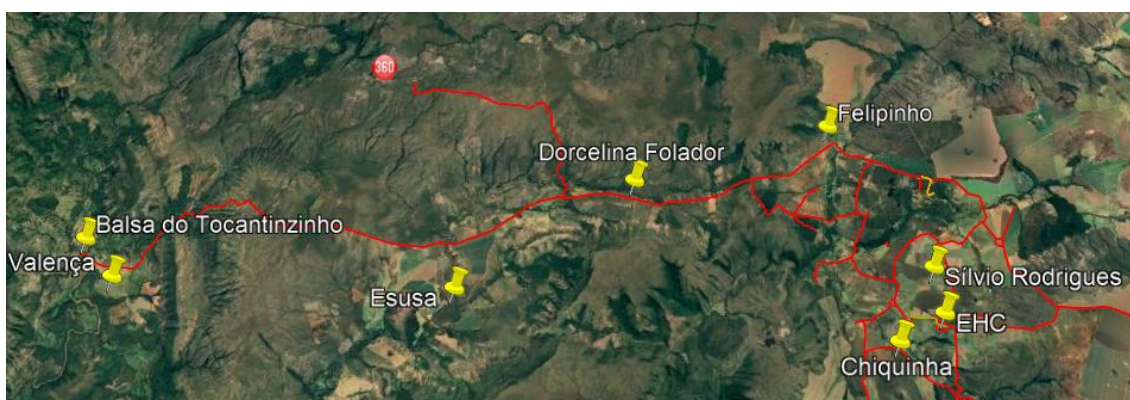 360
Felipinho
Dorcelina Folador
Balsa do Tocantinzinho
Valença
Esusa
Sílvio Rodrigues
EHC
Chiquinha